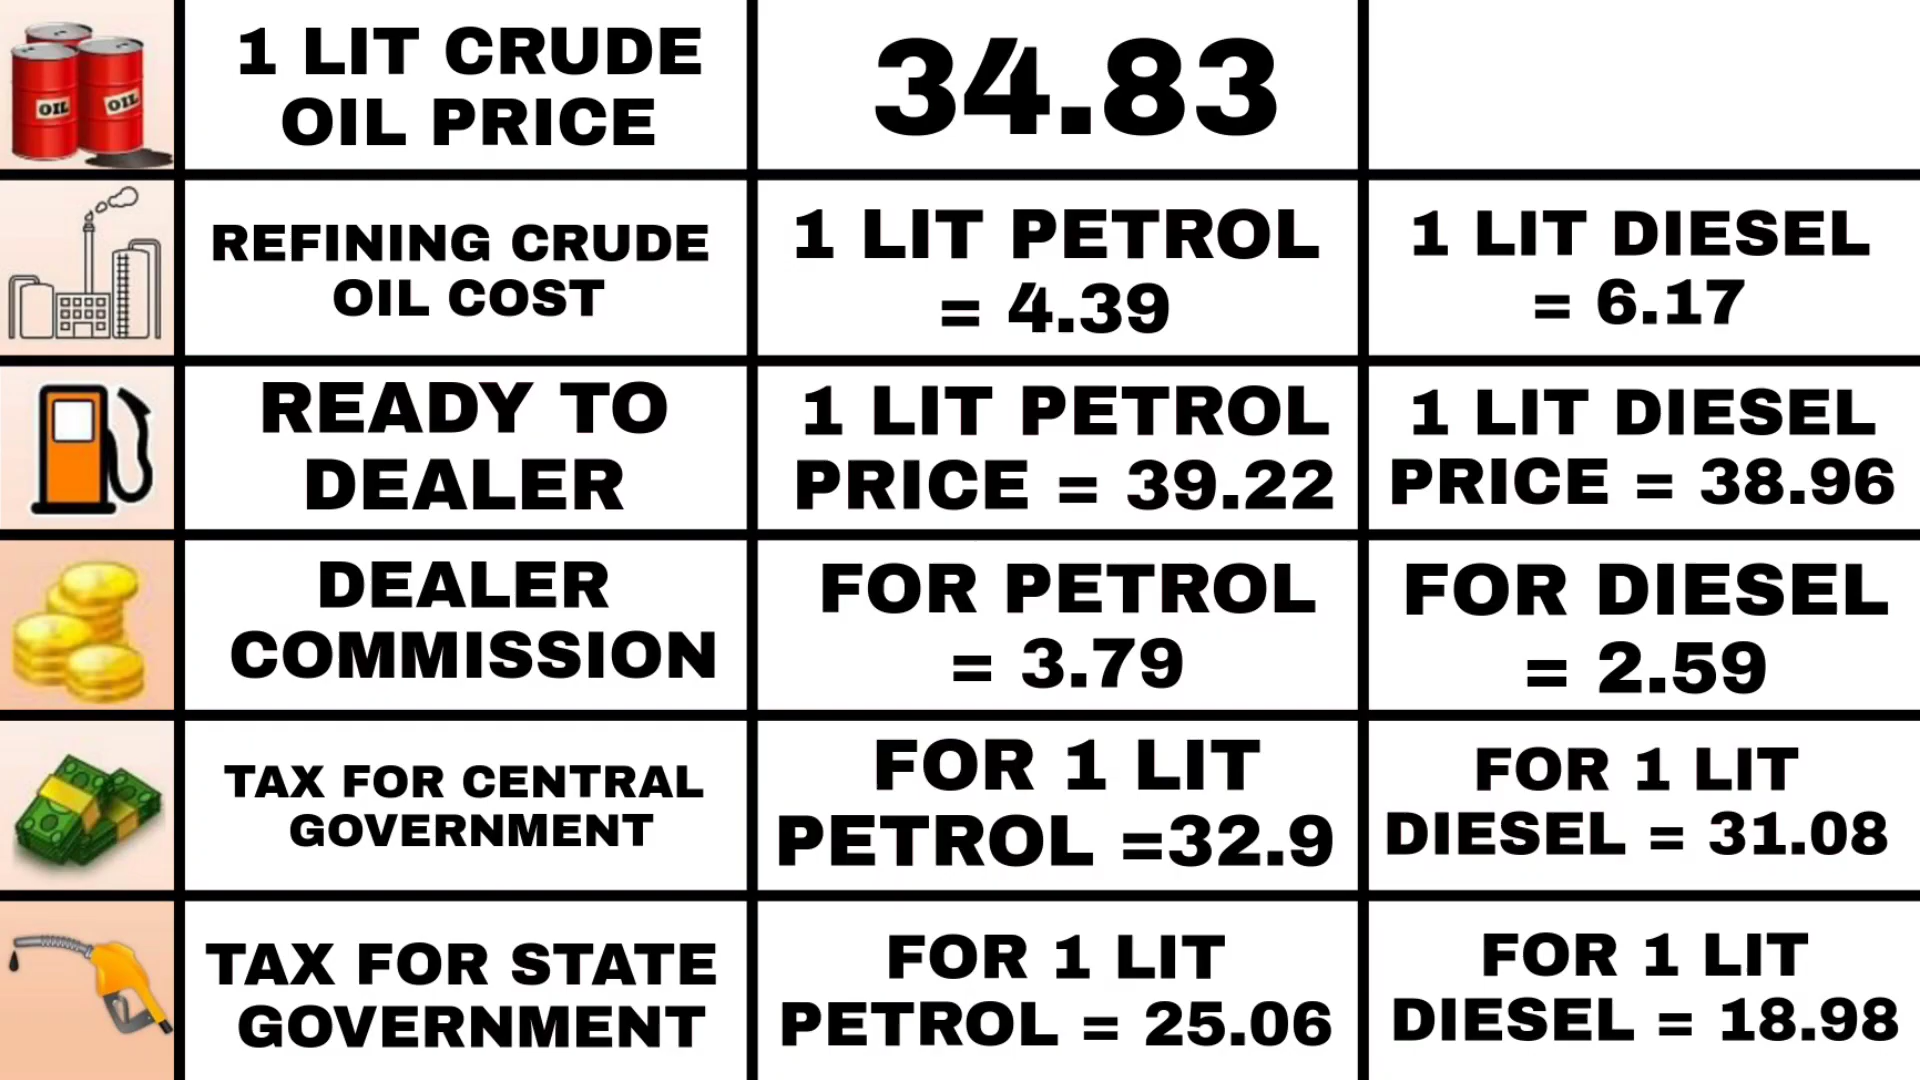 OIL
OIL
1 LIT CRUDE
OIL PRICE
34.83
REFINING CRUDE
OIL COST
1 LIT PETROL
= 4.39
1 LIT DIESEL
= 6.17
READY TO
DEALER
1 LIT PETROL
PRICE = 39.22
1 LIT DIESEL
PRICE = 38.96
DEALER
COMMISSION
FOR PETROL
= 3.79
FOR DIESEL
= 2.59
TAX FOR CENTRAL
GOVERNMENT
FOR 1 LIT
PETROL =32.9
FOR 1 LIT
DIESEL = 31.08
TAX FOR STATE
GOVERNMENT
FOR 1 LIT
PETROL = 25.06
FOR 1 LIT
DIESEL = 18.98